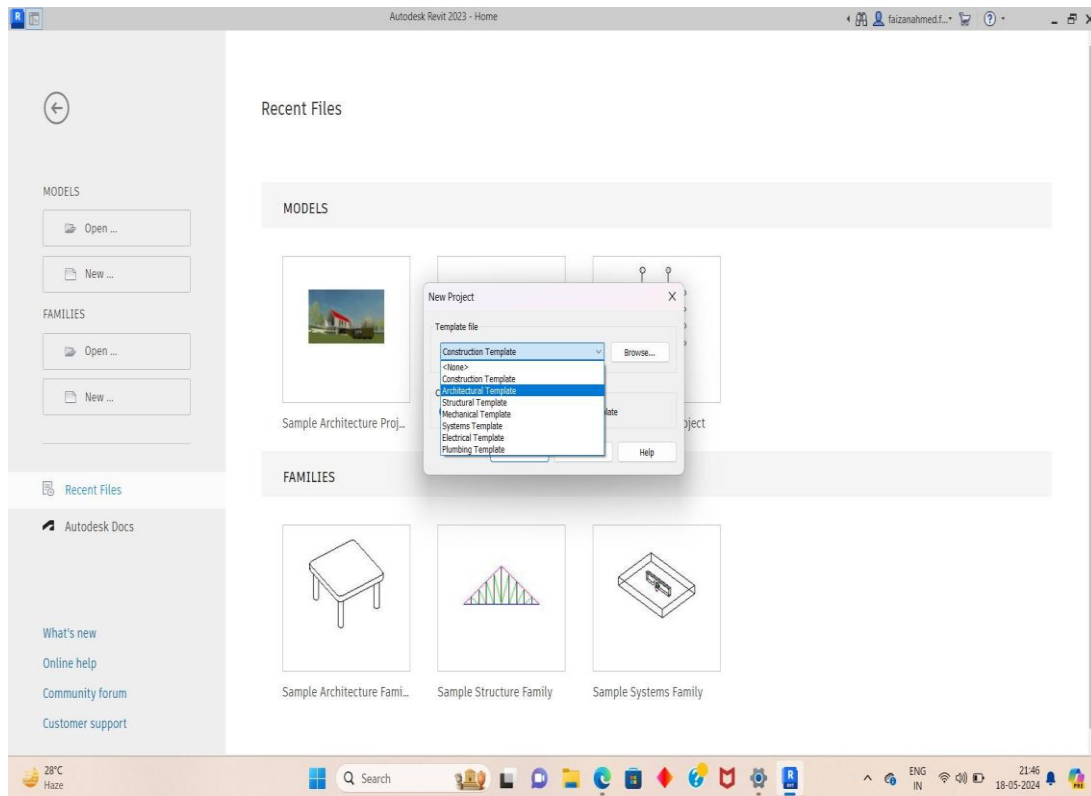 Autodesk Revit 2023 - Home
faizanahmed.f...
Recent Files
MODELS
Open ...
New ...
FAMILIES
Open ...
New ...
Recent Files
Autodesk Docs
What's new
Online help
Community forum
Customer support
MODELS
Sample Architecture Proj...
FAMILIES
Sample Architecture Fami...
Sample Structure Family
Sample Systems Family
New Project
X
Template file
Construction Template
Browse...
<None>
Construction Template
Architectural Template
Structural Template
Mechanical Template
Systems Template
Electrical Template
Plumbing Template
Help
28°C
Haze
Search
ENG
IN
21:46
18-05-2024